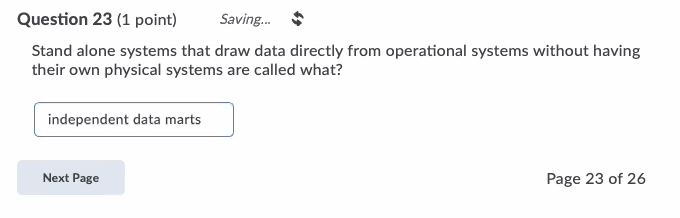 Question 23 (1 point) Saving...
Stand alone systems that draw data directly from operational systems without having
their own physical systems are called what?
independent data marts
Next Page Page 23 of 26